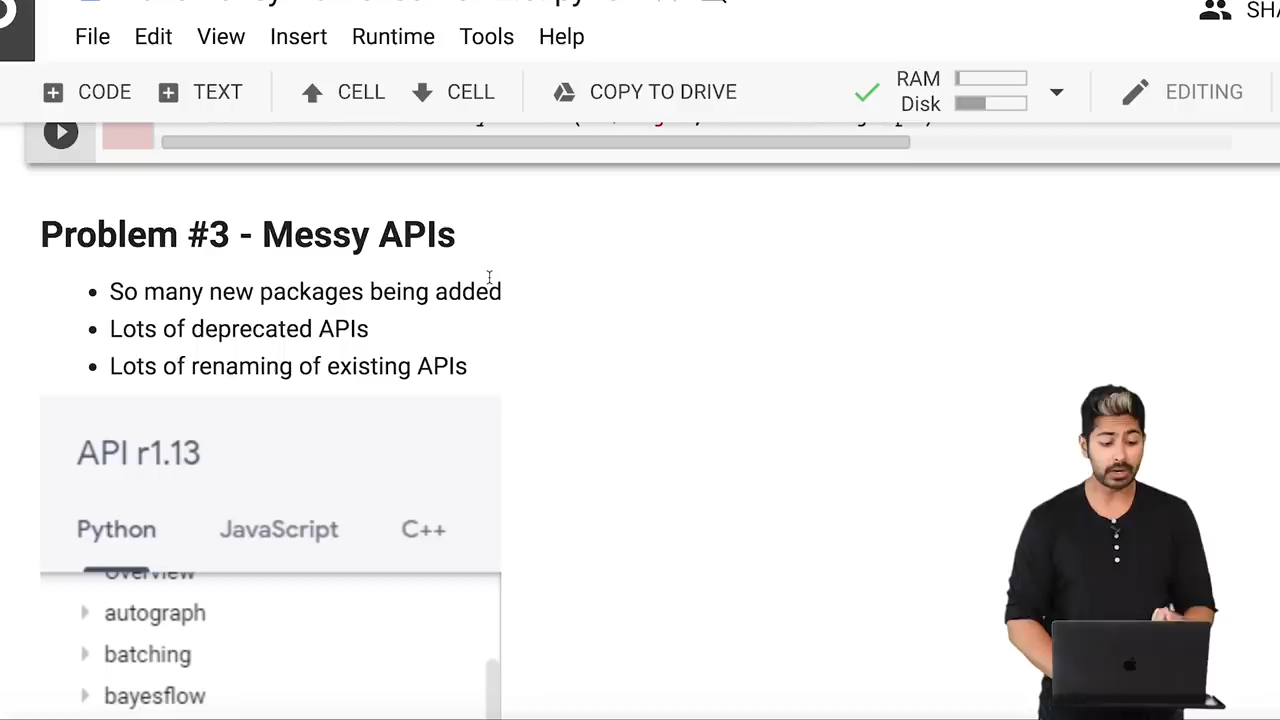 SHA
File Edit View Insert Runtime Tools Help
CODE TEXT CELL CELL COPY TO DRIVE RAM Disk EDITING
Problem #3 - Messy APIs
• So many new packages being added
• Lots of deprecated APIs
• Lots of renaming of existing APIs
API r1.13
Python JavaScript C++
overview
autograph
batching
bayesflow